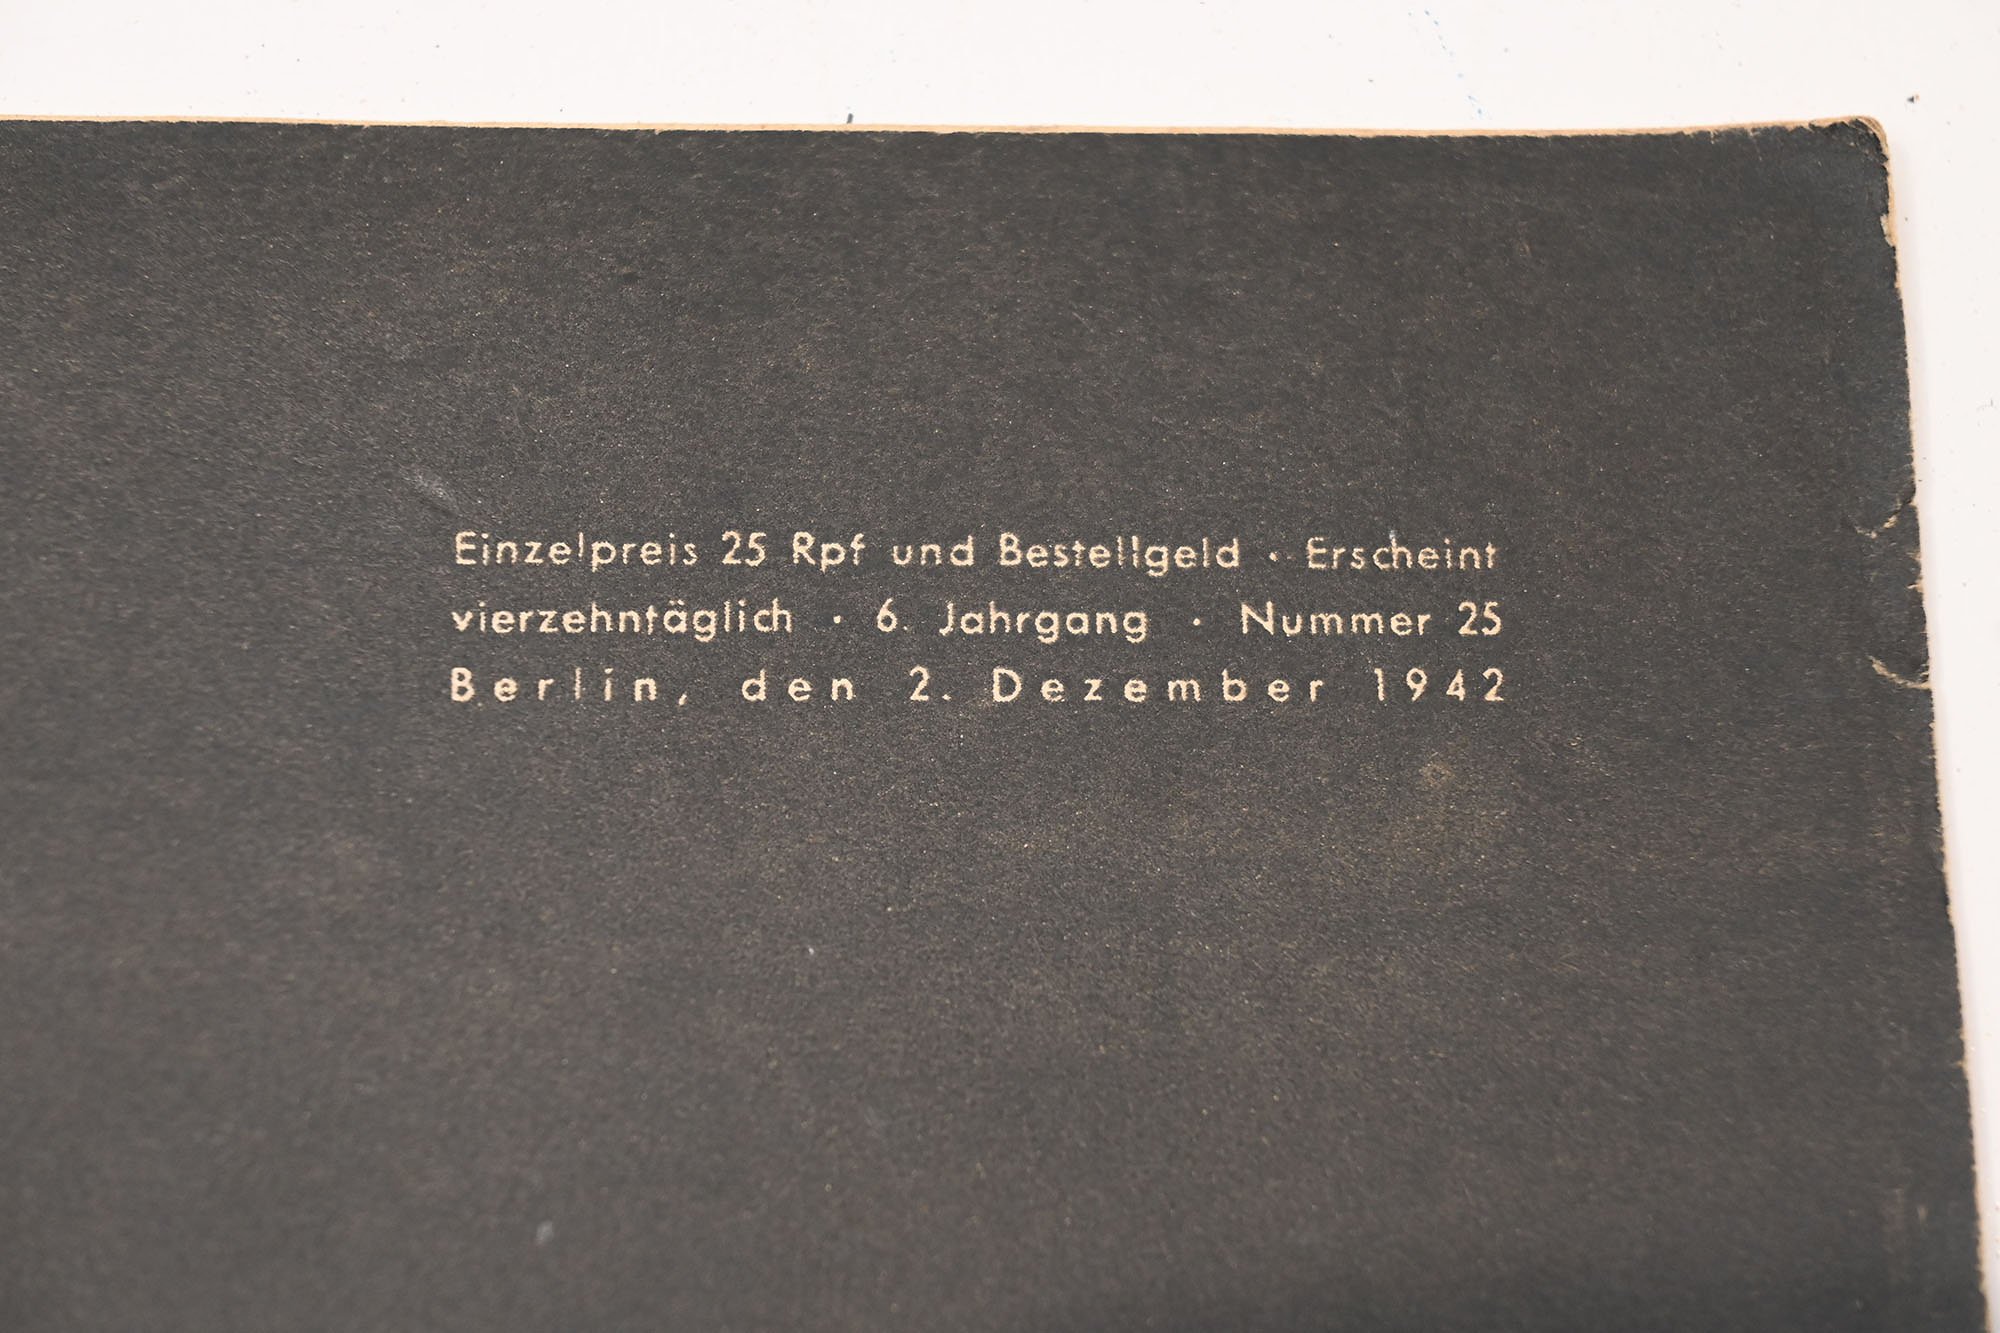 Einzelpreis 25 Rpf und Bestellgeld · Erscheint
vierzehntäglich · 6. Jahrgang · Nummer 25
Berlin, den 2. Dezember 1942